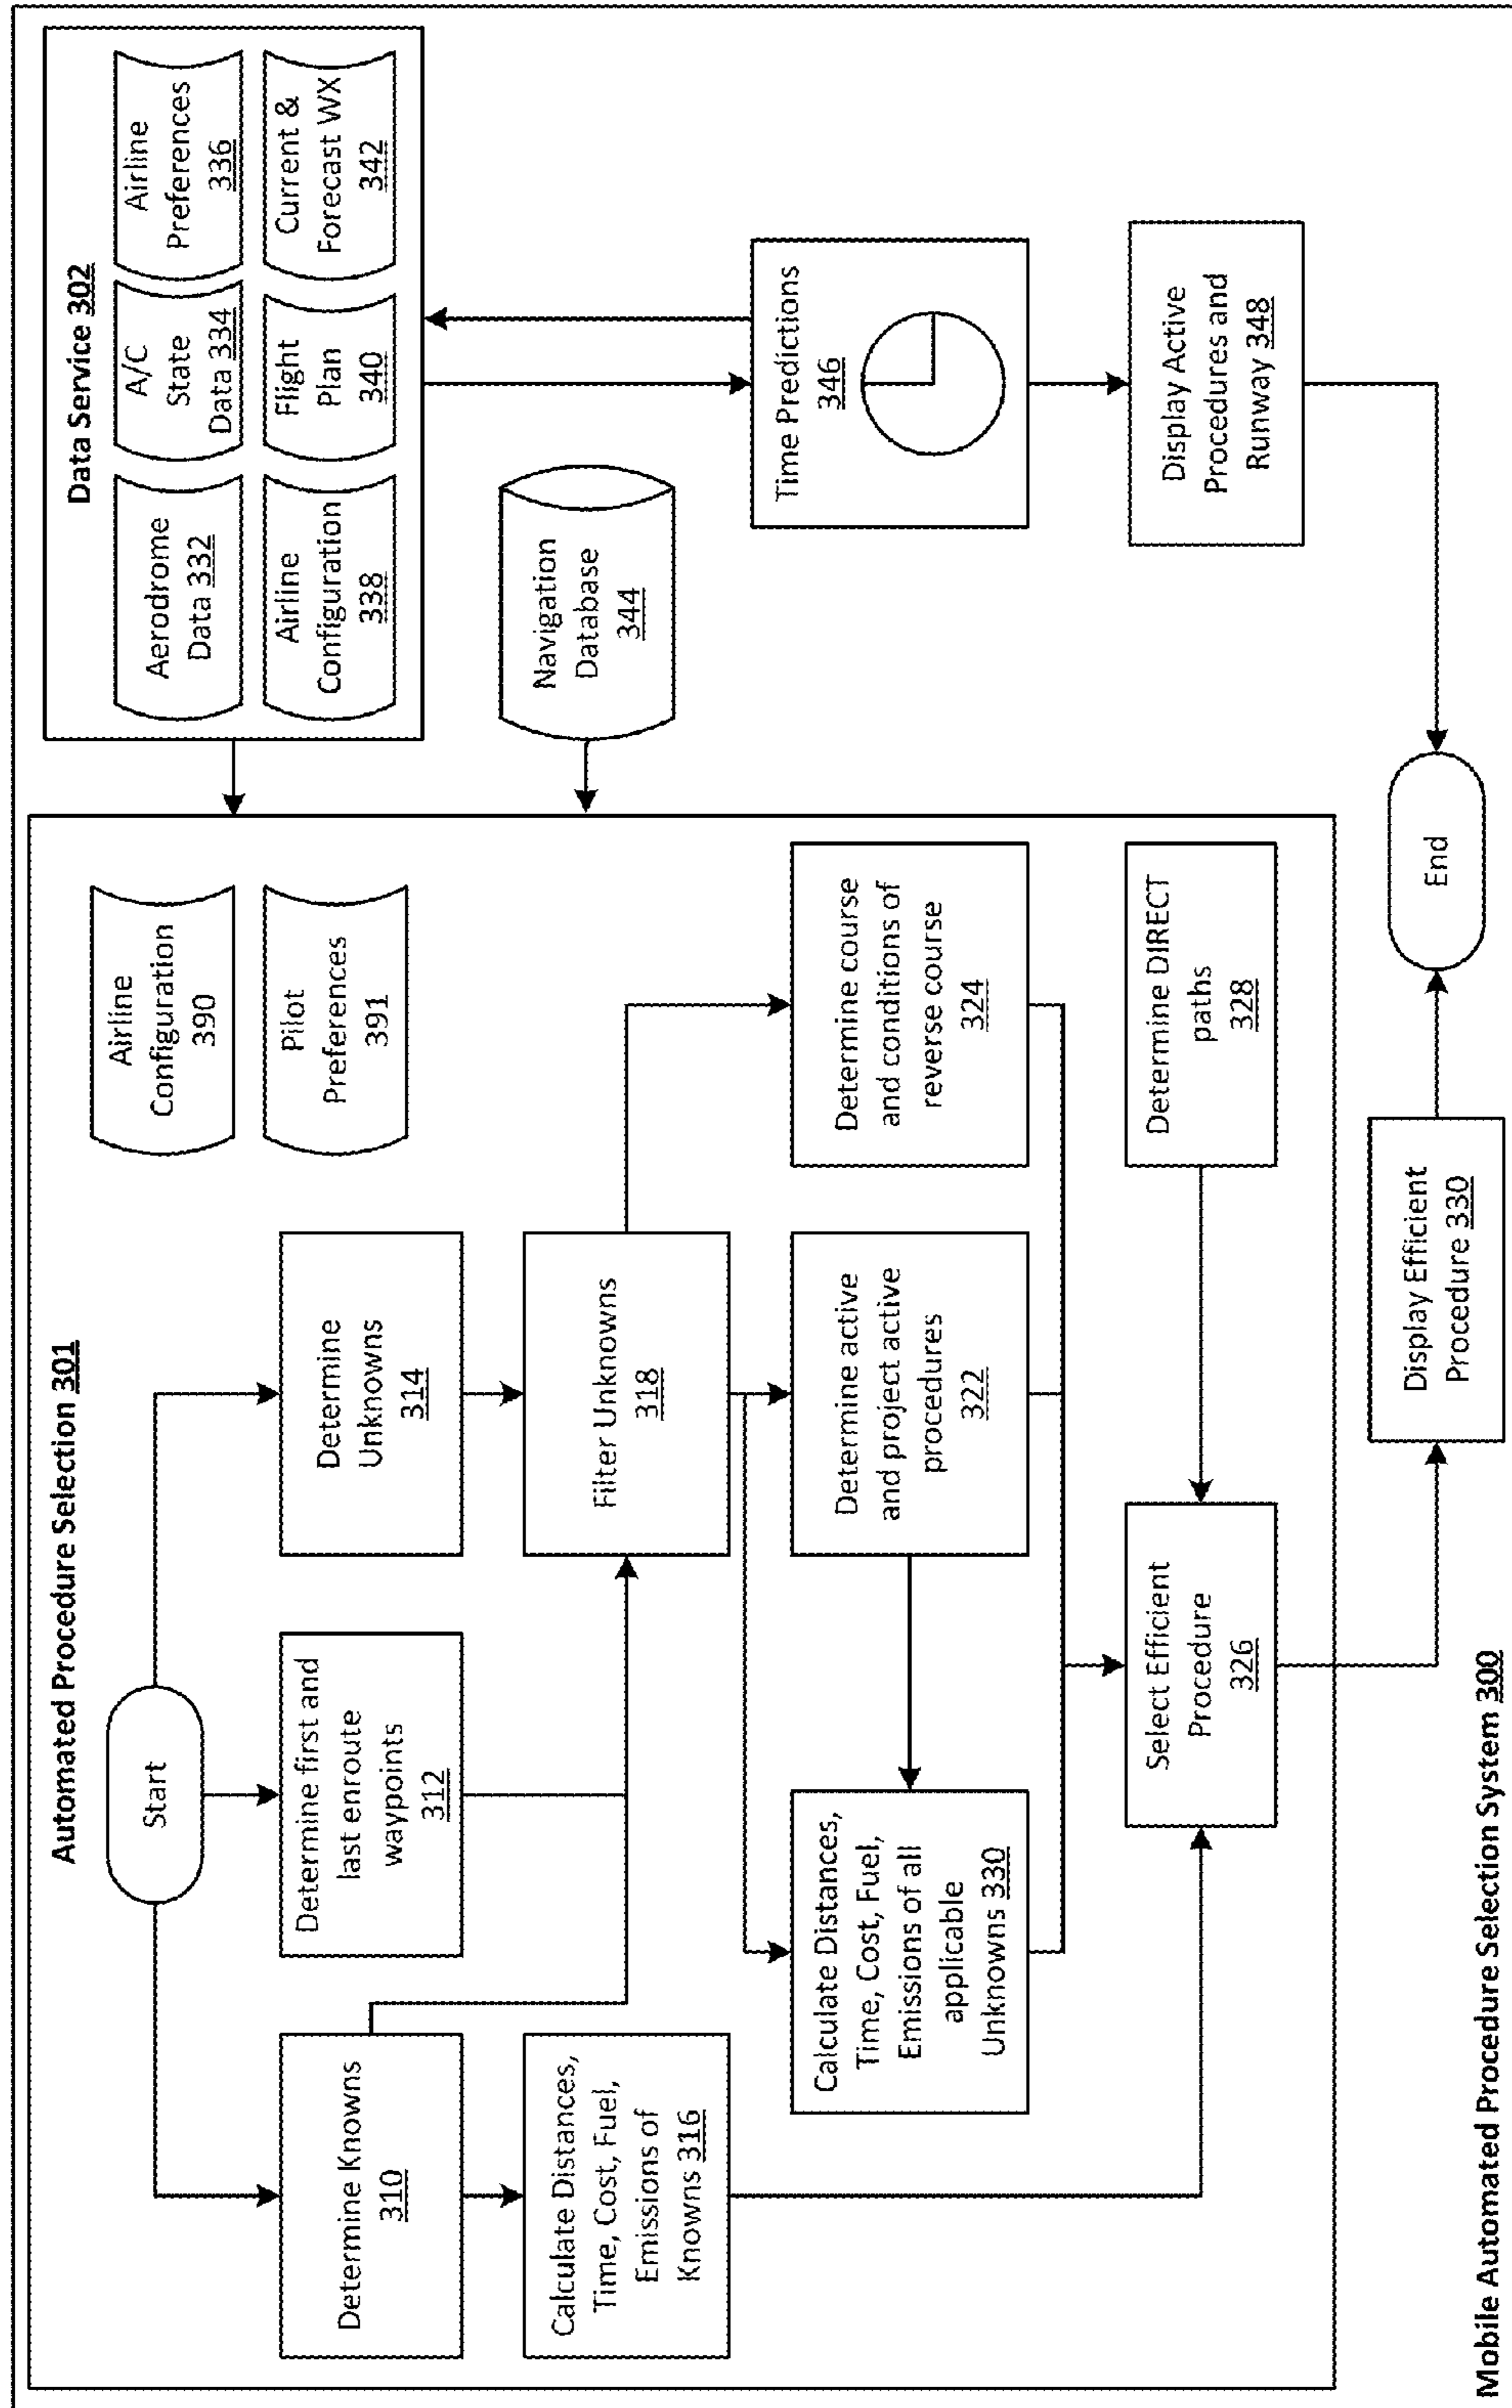 Automated Procedure Selection 301
Start
Determine Knowns
310
Determine first and
last enroute
waypoints
312
Determine
Unknowns
314
Airline
Configuration
390
Pilot
Preferences
391
Calculate Distances,
Time, Cost, Fuel,
Emissions of
Knowns 316
Filter Unknowns
318
Calculate Distances,
Time, Cost, Fuel,
Emissions of all
applicable
Unknowns 330
Determine active
and project active
procedures
322
Determine course
and conditions of
reverse course
324
Select Efficient
Procedure
326
Determine DIRECT
paths
328
Data Service 302
Aerodrome
Data 332
A/C
State
Data 334
Airline
Preferences
336
Airline
Configuration
338
Flight
Plan
340
Current &
Forecast WX
342
Navigation
Database
344
Time Predictions
346
Display Active
Procedures and
Runway 348
Display Efficient
Procedure 330
End
Mobile Automated Procedure Selection System 300